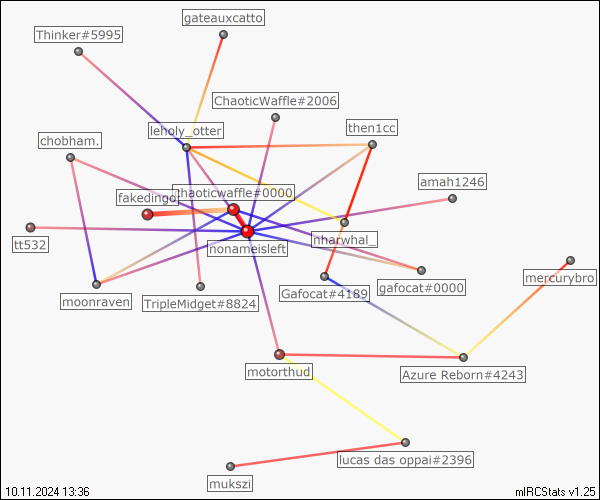 gateauxcatto
Thinker#5995
ChaoticWaffle#2006
leholy_otter
then1cc
chobham.
amah1246
chaoticwaffle#0000
fakedingo
tt532
nharwhal_
nonameisleft
mercurybro
Gafocat#4189
gafocat#0000
moonraven
TripleMidget#8824
motorthud
Azure Reborn#4243
lucas das oppai#2396
mukszi
10.11.2024 13:36
mIRCStats v1.25